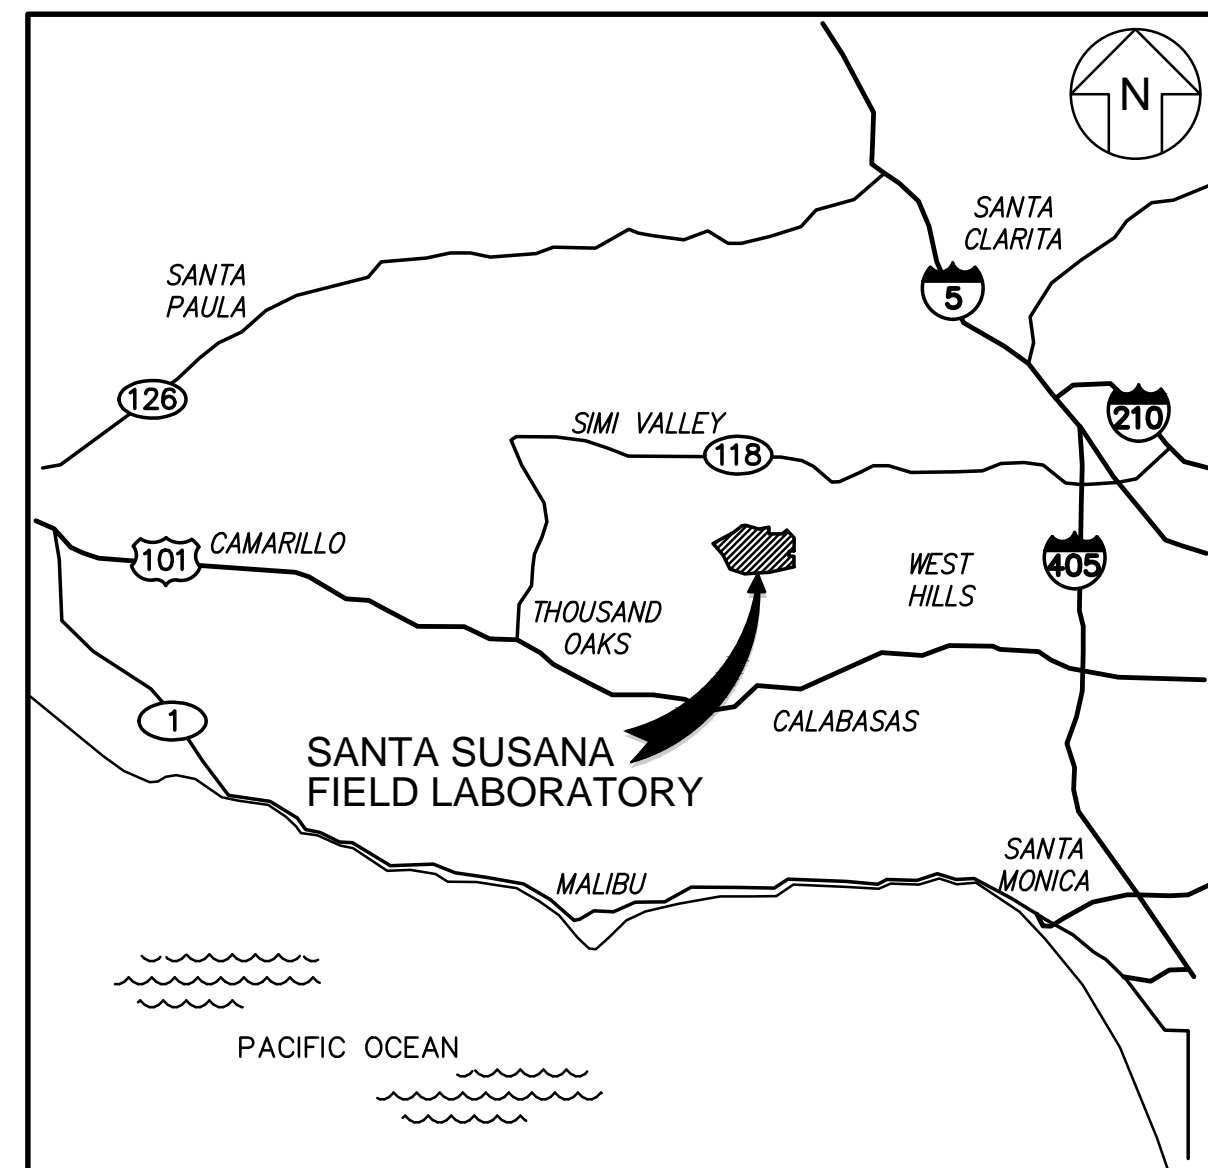 N
SANTA
CLARITA
SANTA
PAULA
5
126
210
SIMI VALLEY
118
101
CAMARILLO
WEST
HILLS
405
THOUSAND
OAKS
1
CALABASAS
SANTA SUSANA
FIELD LABORATORY
SANTA
MONICA
MALIBU
PACIFIC OCEAN